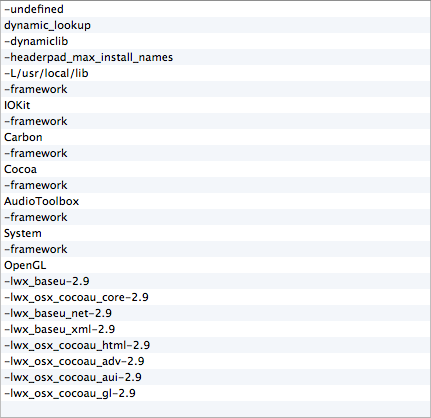 -undefined
dynamic_lookup
-dynamiclib
-headerpad_max_install_names
-L/usr/local/lib
-framework
IOKit
-framework
Carbon
-framework
Cocoa
-framework
AudioToolbox
-framework
System
-framework
OpenGL
-lwx_baseu-2.9
-lwx_osx_cocoau_core-2.9
-lwx_baseu_net-2.9
-lwx_baseu_xml-2.9
-lwx_osx_cocoau_html-2.9
-lwx_osx_cocoau_adv-2.9
-lwx_osx_cocoau_aui-2.9
-lwx_osx_cocoau_gl-2.9